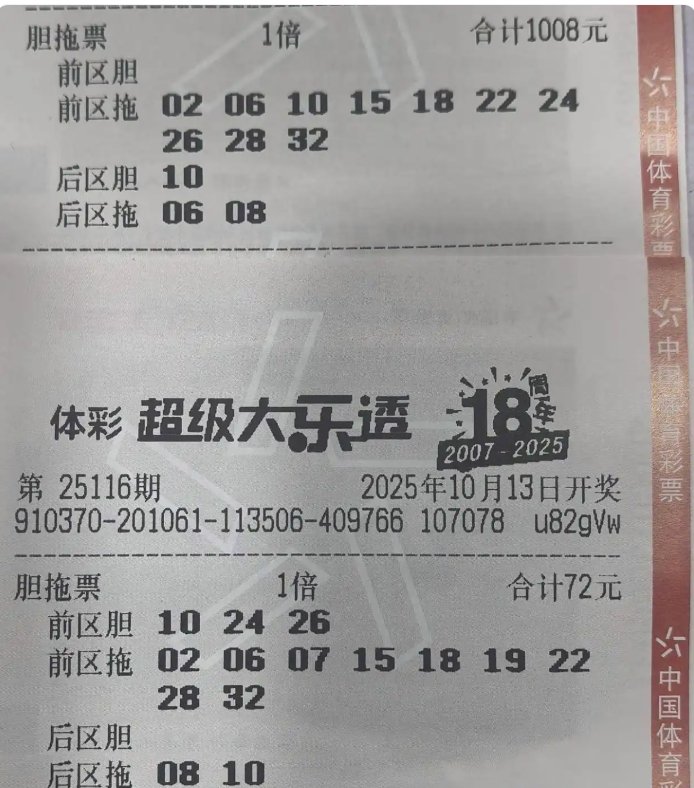 胆拖票 1倍 合计1008元
前区胆
前区拖 02 06 10 15 18 22 24
26 28 32
后区胆 10
后区拖 06 08
中国体育彩票
体彩 超级大乐透 18周年
2007-2025
第 25116期 2025年10月13日开奖
910370-201061-113506-409766 107078 u82gVw
胆拖票 1倍 合计72元
前区胆 10 24 26
前区拖 02 06 07 15 18 19 22
28 32
后区胆
后区拖 08 10
中国体育彩票
中国体育彩